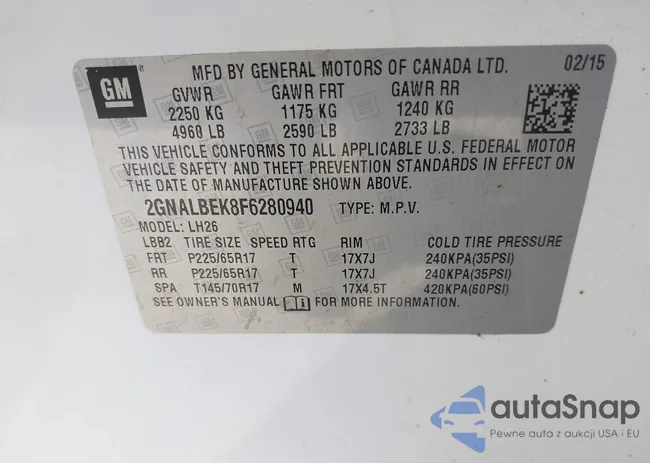 GM
MFD BY GENERAL MOTORS OF CANADA LTD. 02/15
GVWR GAWR FRT GAWR RR
2250 KG 1175 KG 1240 KG
4960 LB 2590 LB 2733 LB
THIS VEHICLE CONFORMS TO ALL APPLICABLE U.S. FEDERAL MOTOR
VEHICLE SAFETY AND THEFT PREVENTION STANDARDS IN EFFECT ON
THE DATE OF MANUFACTURE SHOWN ABOVE.
2GNALBEK8F6280940 TYPE: M.P.V.
MODEL: LH26
LBB2 TIRE SIZE SPEED RTG RIM COLD TIRE PRESSURE
FRT P225/65R17 T 17X7J 240KPA(35PSI)
RR P225/65R17 T 17X7J 240KPA(35PSI)
SPA T145/70R17 M 17X4.5T 420KPA(60PSI)
SEE OWNER'S MANUAL FOR MORE INFORMATION.
autoSnap
Pewne auta z aukcji USA i EU